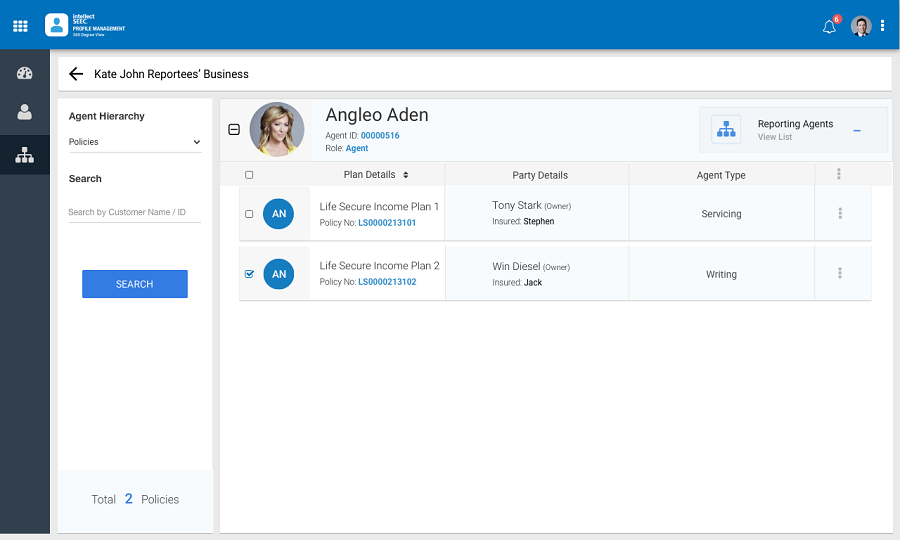 intellect
SEEC
PROFILE MANAGEMENT
360 Degree View
6
Kate John Reportees' Business
Agent Hierarchy
Policies
Search
Search by Customer Name / ID
SEARCH
Total 2 Policies
Angleo Aden
Agent ID: 00000516
Role: Agent
Reporting Agents
View List
Plan Details Party Details Agent Type
AN
Life Secure Income Plan 1
Policy No: LS0000213101
Tony Stark (Owner)
Insured: Stephen
Servicing
AN
Life Secure Income Plan 2
Policy No: LS0000213102
Win Diesel (Owner)
Insured: Jack
Writing